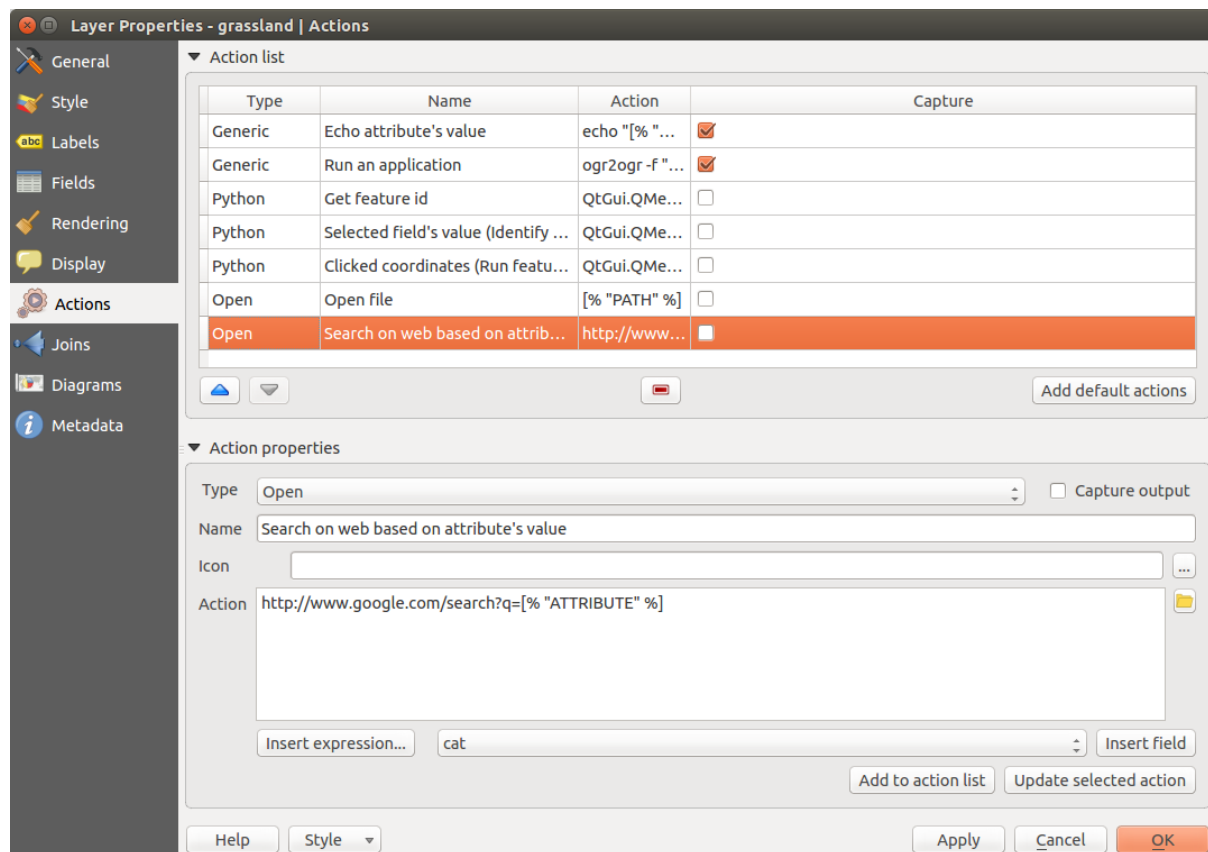 Layer Properties - grassland | Actions
General
Style
abc Labels
Fields
Rendering
Display
Actions
Joins
Diagrams
Metadata
Action list
Type Name Action Capture
Generic Echo attribute's value echo "[% "...
Generic Run an application ogr2ogr -f "...
Python Get feature id QtGui.QMe...
Python Selected field's value (Identify ... QtGui.QMe...
Python Clicked coordinates (Run featu... QtGui.QMe...
Open Open file [% "PATH" %]
Open Search on web based on attrib... http://www...
Add default actions
Action properties
Type Open Capture output
Name Search on web based on attribute's value
Icon ...
Action http://www.google.com/search?q=[% "ATTRIBUTE" %]
Insert expression... cat Insert field
Add to action list Update selected action
Help Style Apply Cancel OK